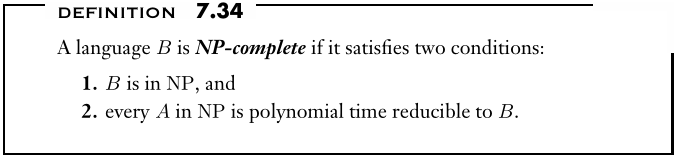 DEFINITION 7.34
A language B is NP-complete if it satisfies two conditions:
1. B is in NP, and
2. every A in NP is polynomial time reducible to B.